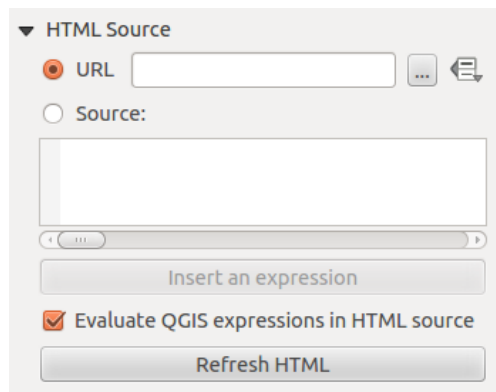 HTML Source
URL ...
Source:
Insert an expression
Evaluate QGIS expressions in HTML source
Refresh HTML